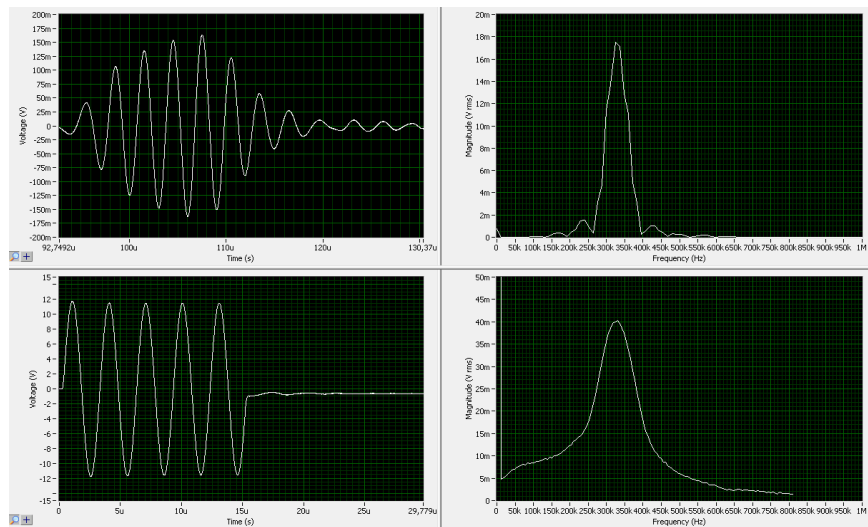 200m
175m
150m
125m
100m
75m
50m
25m
0
-25m
-50m
-75m
-100m
-125m
-150m
-175m
-200m
Voltage (V)
92,7492u 100u 110u 120u 130,37u
Time (s)
20m
18m
16m
14m
12m
10m
8m
6m
4m
2m
0
Magnitude (V rms)
0 50k 100k 150k 200k 250k 300k 350k 400k 450k 500k 550k 600k 650k 700k 750k 800k 850k 900k 950k 1M
Frequency (Hz)
15
12
10
8
6
4
2
0
-2
-4
-6
-8
-10
-12
-15
Voltage (V)
0 5u 10u 15u 20u 25u 29,779u
Time (s)
50m
45m
40m
35m
30m
25m
20m
15m
10m
5m
0
Magnitude (V rms)
0 50k 100k 150k 200k 250k 300k 350k 400k 450k 500k 550k 600k 650k 700k 750k 800k 850k 900k 950k 1M
Frequency (Hz)